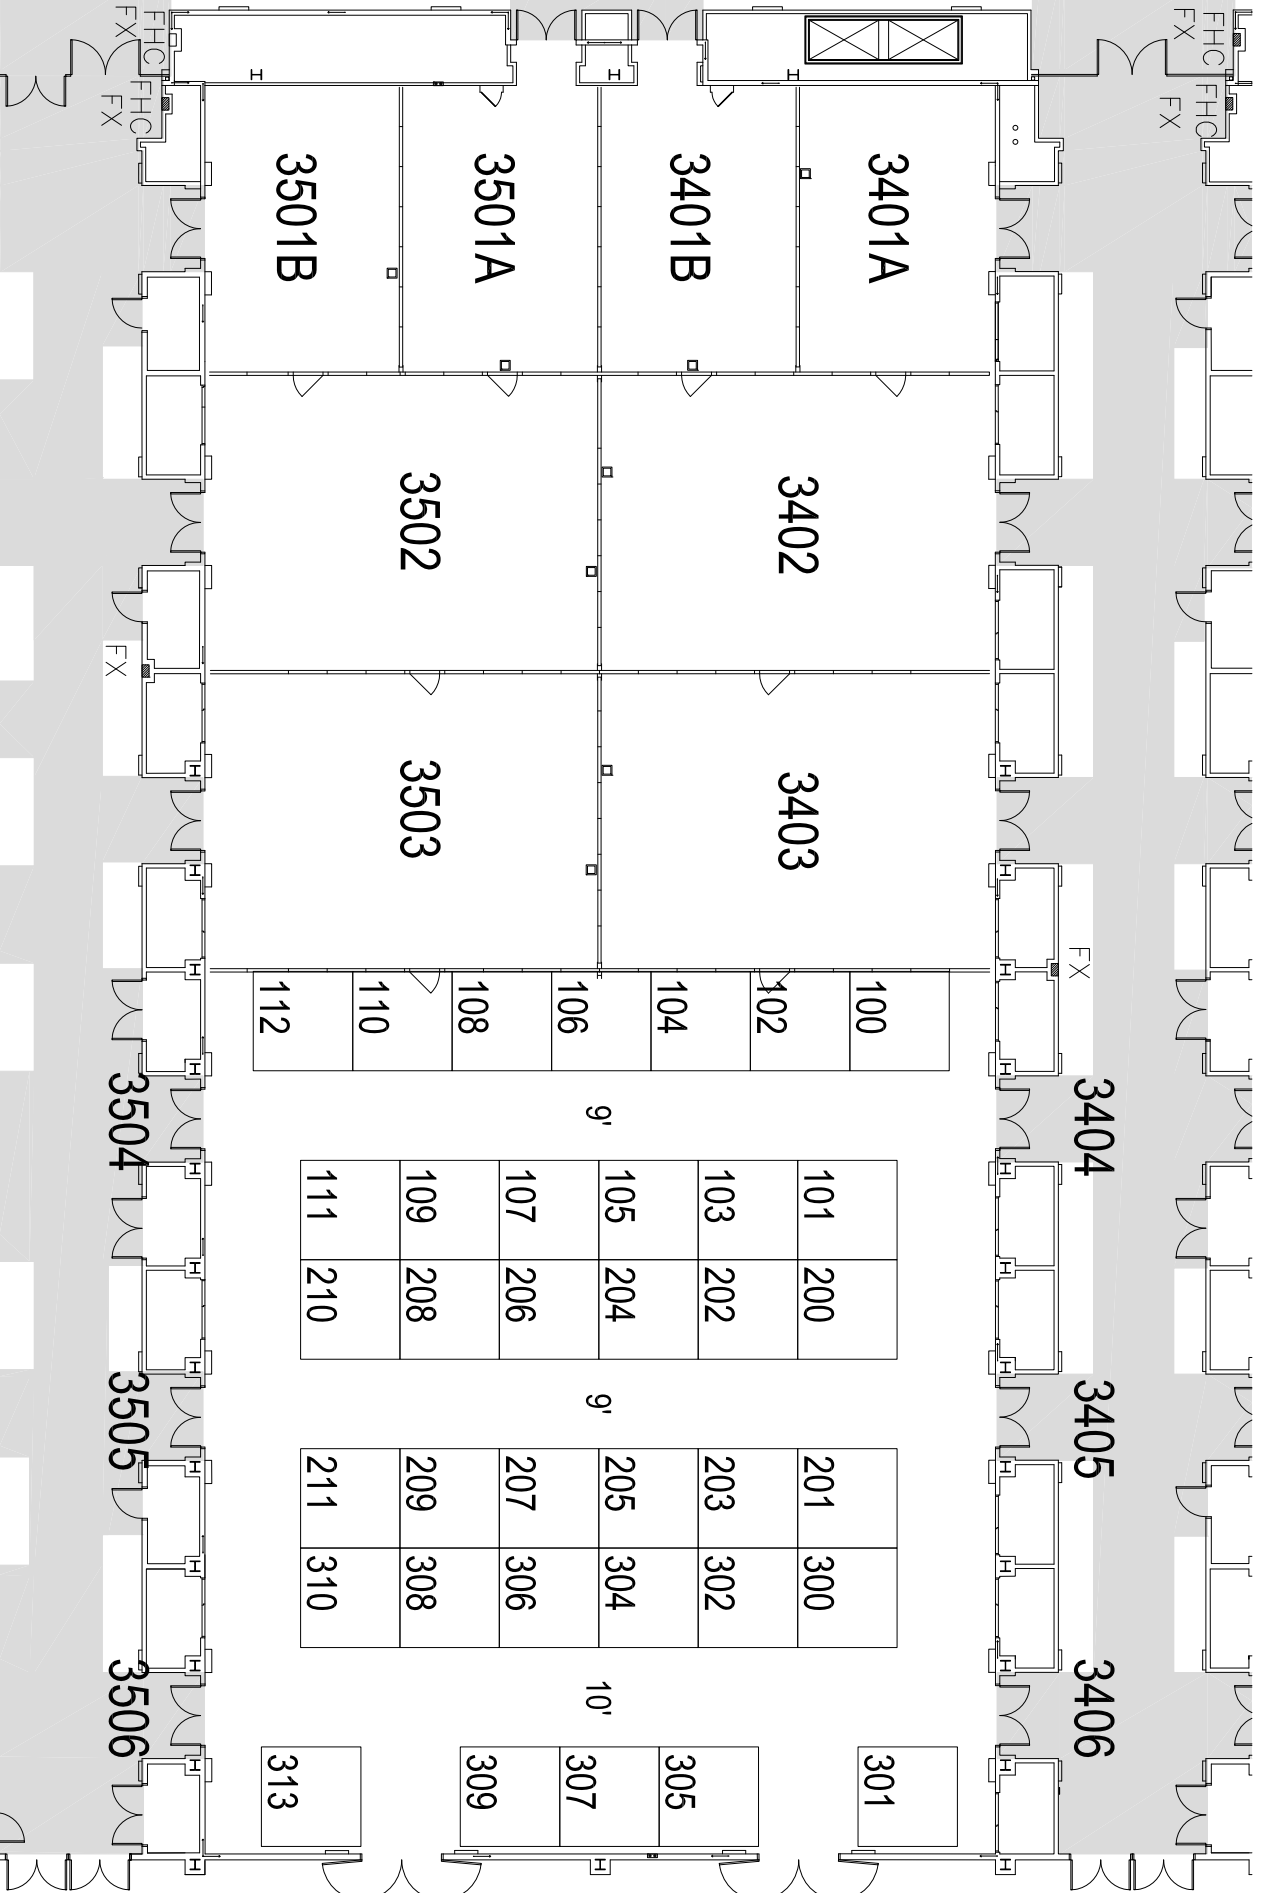 FHC
FX
FHC
FX
FHC
FX
FHC
FX
H
H
H
3501B
3501A
3401B
3401A
3502
3402
FX
3503
3403
H
H
H
H
FX
112
110
108
106
104
102
100
H
H
H
H
3504
9'
3404
H
H
111
109
107
105
103
101
210
208
206
204
202
200
H
H
H
H
3505
9'
3405
H
H
211
209
207
205
203
201
310
308
306
304
302
300
H
H
H
H
3506
10'
3406
H
H
313
309
307
305
301
H
H
H